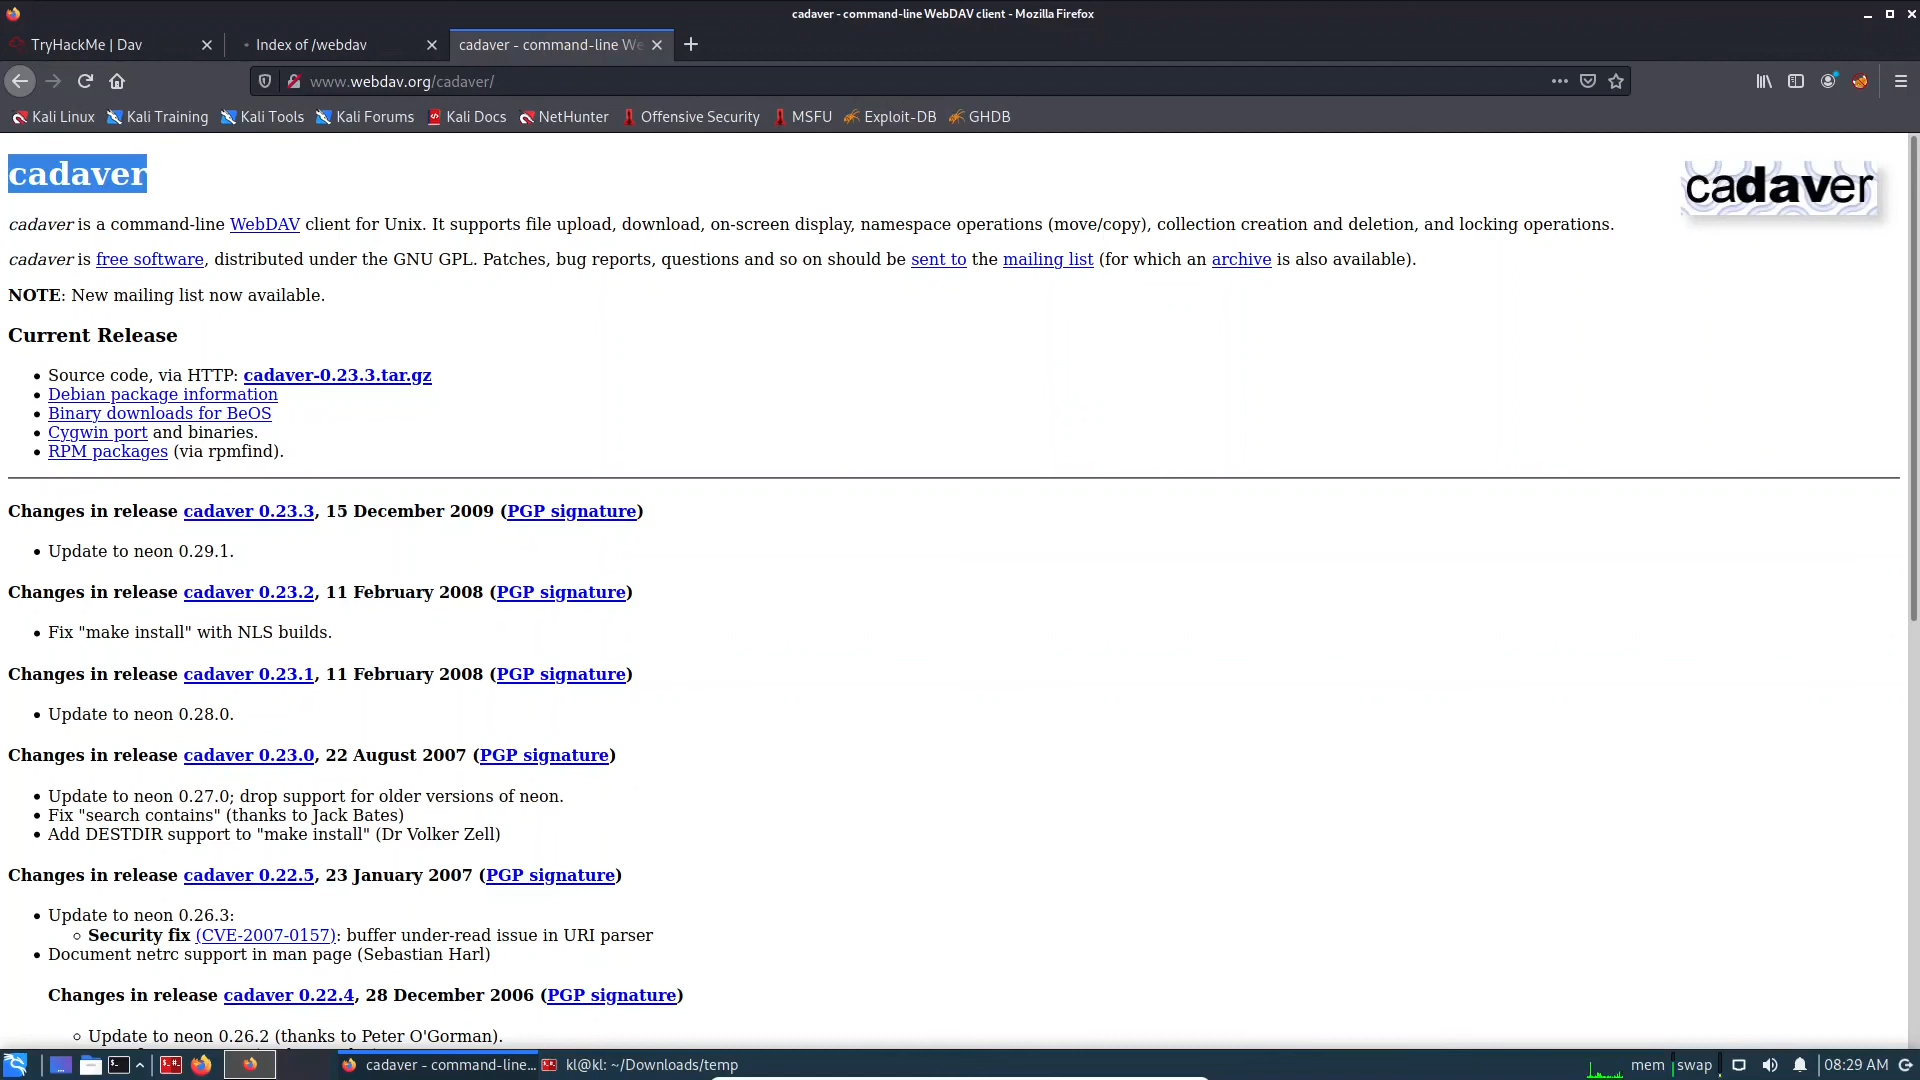 cadaver - command-line WebDAV client - Mozilla Firefox
TryHackMe | Dav
Index of /webdav
cadaver - command-line We
www.webdav.org/cadaver/
Kali Linux
Kali Training
Kali Tools
Kali Forums
Kali Docs
NetHunter
Offensive Security
MSFU
Exploit-DB
GHDB
cadaver
cadaver
cadaver is a command-line WebDAV client for Unix. It supports file upload, download, on-screen display, namespace operations (move/copy), collection creation and deletion, and locking operations.
cadaver is free software, distributed under the GNU GPL. Patches, bug reports, questions and so on should be sent to the mailing list (for which an archive is also available).
NOTE: New mailing list now available.
Current Release
• Source code, via HTTP: cadaver-0.23.3.tar.gz
• Debian package information
• Binary downloads for BeOS
• Cygwin port and binaries.
• RPM packages (via rpmfind).
Changes in release cadaver 0.23.3, 15 December 2009 (PGP signature)
• Update to neon 0.29.1.
Changes in release cadaver 0.23.2, 11 February 2008 (PGP signature)
• Fix "make install" with NLS builds.
Changes in release cadaver 0.23.1, 11 February 2008 (PGP signature)
• Update to neon 0.28.0.
Changes in release cadaver 0.23.0, 22 August 2007 (PGP signature)
• Update to neon 0.27.0; drop support for older versions of neon.
• Fix "search contains" (thanks to Jack Bates)
• Add DESTDIR support to "make install" (Dr Volker Zell)
Changes in release cadaver 0.22.5, 23 January 2007 (PGP signature)
• Update to neon 0.26.3:
◦ Security fix (CVE-2007-0157): buffer under-read issue in URI parser
• Document netrc support in man page (Sebastian Harl)
Changes in release cadaver 0.22.4, 28 December 2006 (PGP signature)
◦ Update to neon 0.26.2 (thanks to Peter O'Gorman).
cadaver - command-line...
kl@kl: ~/Downloads/temp
mem
swap
08:29 AM